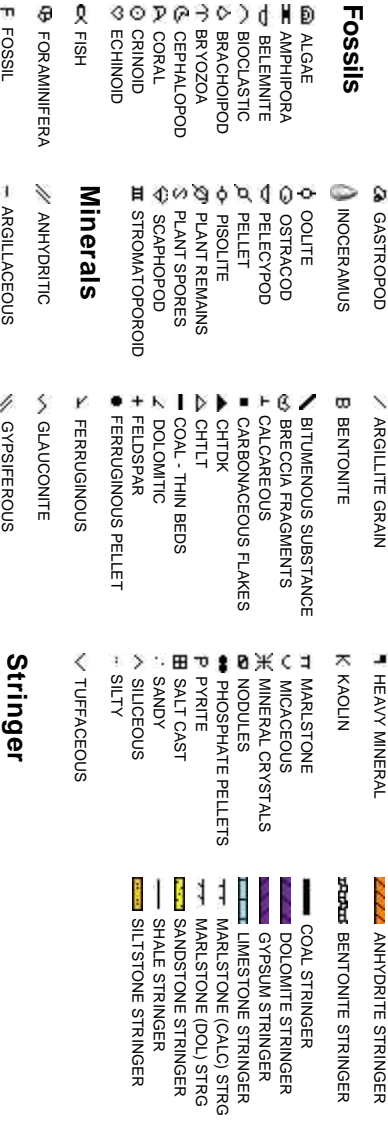 Fossils
ALGAE
AMPHIPORA
BELEMNITE
BIOCLASTIC
BRACHIOPOD
BRYOZOA
CEPHALOPOD
CORAL
CRINOID
ECHINOID
FISH
FORAMINIFERA
F FOSSIL
GASTROPOD
INOCERAMUS
OOLITE
OSTRACOD
PELECYPOD
PELLET
PISOLITE
PLANT REMAINS
PLANT SPORES
SCAPHOPOD
STROMATOPOROID
Minerals
ANHYDRITIC
ARGILLACEOUS
ARGILLITE GRAIN
B BENTONITE
BITUMENOUS SUBSTANCE
BRECCIA FRAGMENTS
CALCAREOUS
CARBONACEOUS FLAKES
CHTDK
CHTLT
COAL - THIN BEDS
DOLOMITIC
FELDSPAR
FERRUGINOUS PELLET
FERRUGINOUS
GLAUCONITE
GYPSIFEROUS
HEAVY MINERAL
K KAOLIN
MARLSTONE
MICACEOUS
MINERAL CRYSTALS
NODULES
PHOSPHATE PELLETS
P PYRITE
SALT CAST
SANDY
SILICEOUS
SILTY
TUFFACEOUS
Stringer
ANHYDRITE STRINGER
BENTONITE STRINGER
COAL STRINGER
DOLOMITE STRINGER
GYPSUM STRINGER
LIMESTONE STRINGER
MARLSTONE (CALC) STRG
MARLSTONE (DOL) STRG
SANDSTONE STRINGER
SHALE STRINGER
SILTSTONE STRINGER